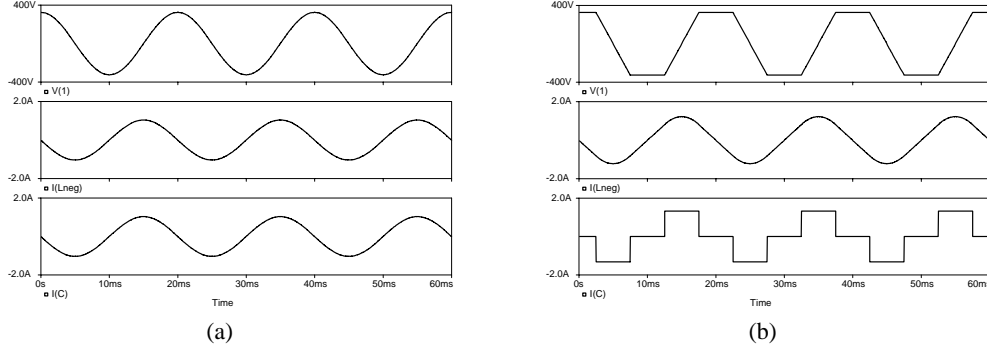 400V
-400V
V(1)
2.0A
-2.0A
I(Lneg)
2.0A
-2.0A
0s 10ms 20ms 30ms 40ms 50ms 60ms
I(C)
Time
(a)
400V
-400V
V(1)
2.0A
-2.0A
I(Lneg)
2.0A
-2.0A
0s 10ms 20ms 30ms 40ms 50ms 60ms
I(C)
Time
(b)